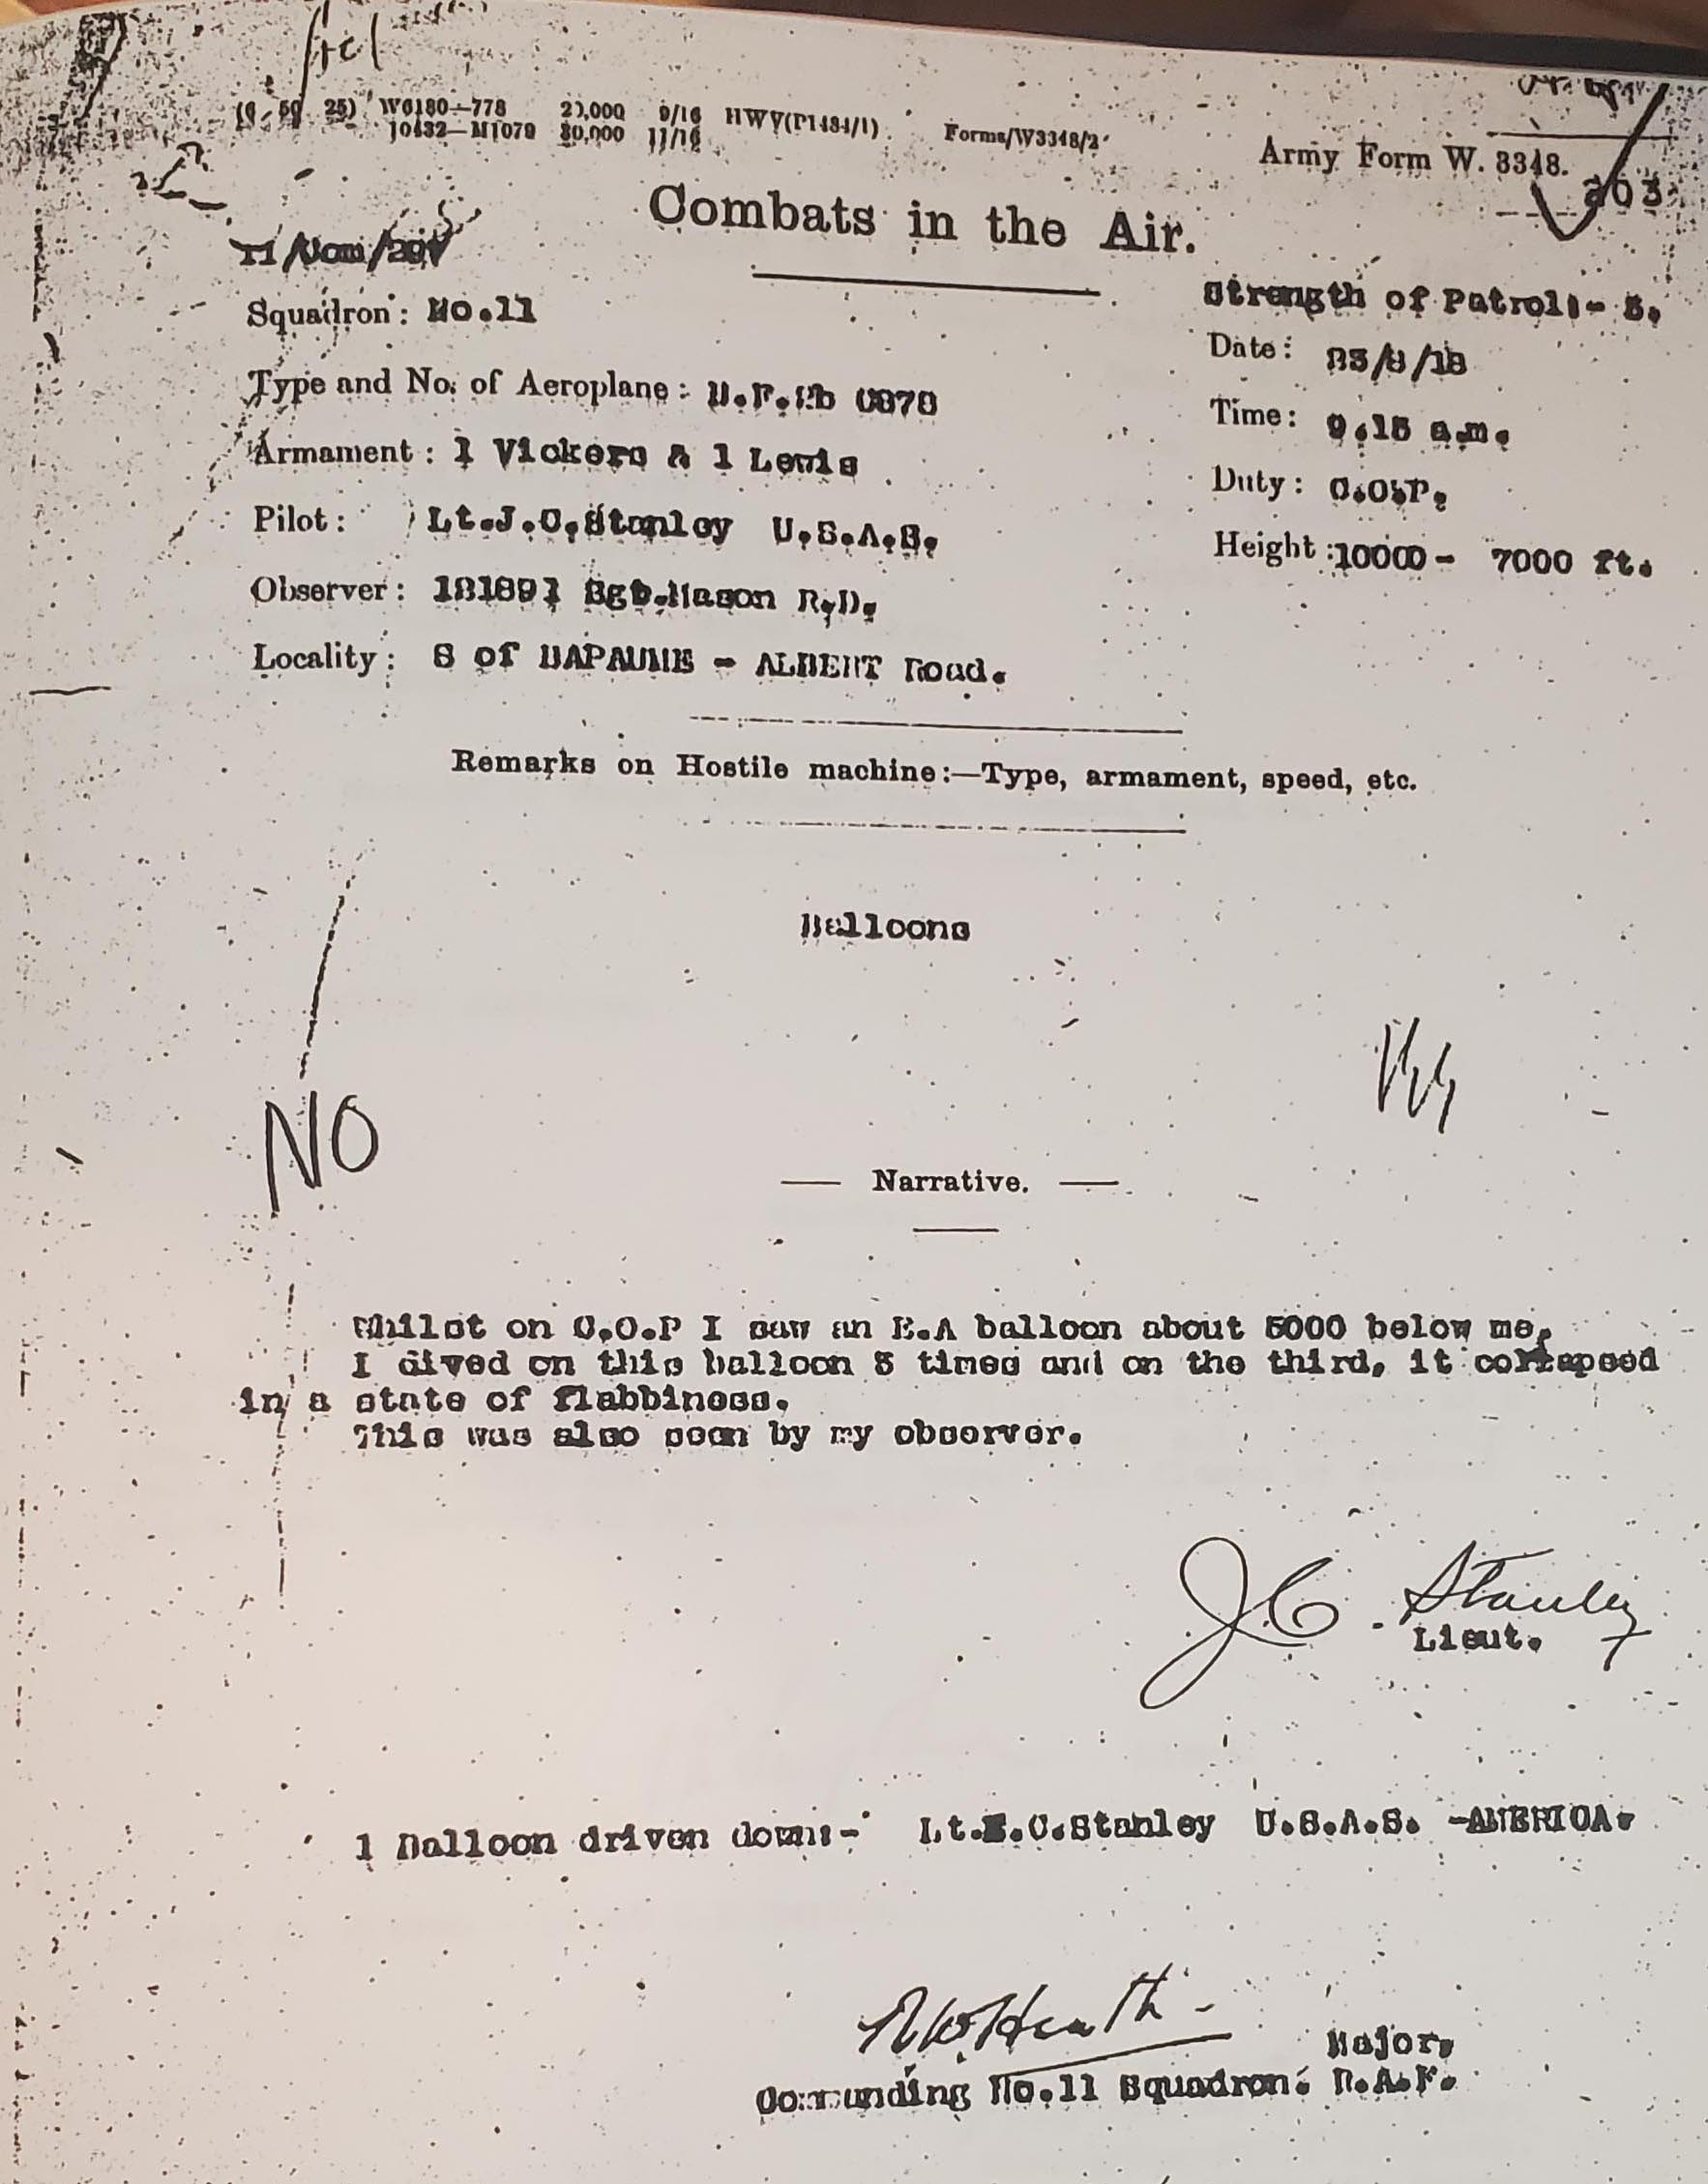 W6180—778 20,000 9/16 HWV(P1484/1) Forms/W3348/2
J0432—M1079 80,000 11/16
Army Form W. 3348.
Combats in the Air.
Strength of Patrol:- 5.
Squadron: No.11
Date: 23/8/18
Type and No. of Aeroplane: B.F.2b
Time: 9.15 a.m.
Armament: 1 Vickers & 1 Lewis
Duty: O.O.P.
Pilot: Lt.J.C.Stanley U.S.A.S.
Height: 10000 - 7000 ft.
Observer: Sgt.Mason R.D.
Locality: S of BAPAUME - ALBERT Road.
Remarks on Hostile machine:—Type, armament, speed, etc.
Balloons
NO
— Narrative. —
Whilst on O.O.P I saw an E.A balloon about 5000 below me,
I dived on this balloon 3 times and on the third, it collapsed
in a state of flabbiness.
This was also seen by my observer.
J C. Stanley
Lieut.
1 Balloon driven down:- Lt. C.Stanley U.S.A.S. -AMERICA.
Heath
Major,
Commanding No.11 Squadron. R.A.F.